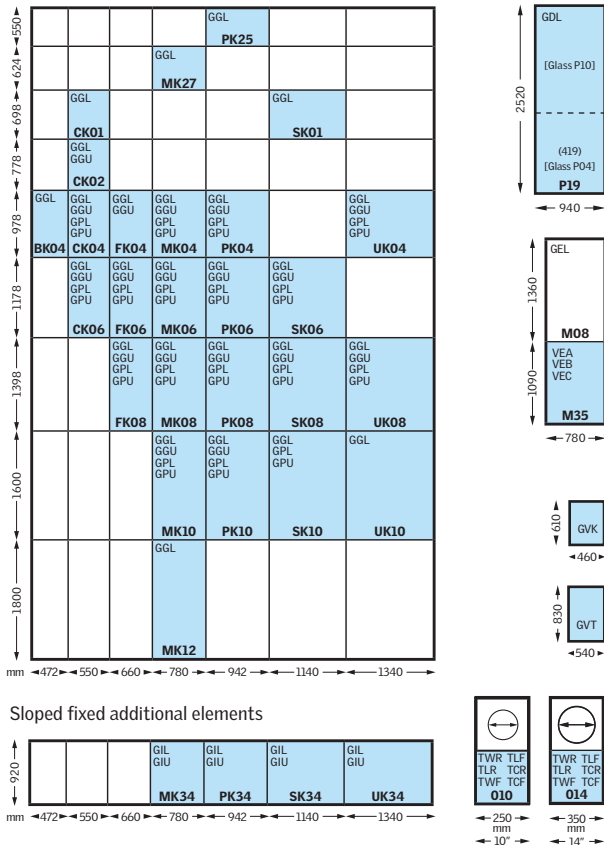 550
GGL
PK25
624
GGL
MK27
698
GGL
CK01
GGL
SK01
778
GGL
GGU
CK02
978
GGL
BK04
GGL
GGU
GPL
GPU
CK04
GGL
GGU
FK04
GGL
GGU
GPL
GPU
MK04
GGL
GGU
GPL
GPU
PK04
GGL
GGU
GPL
GPU
UK04
1178
GGL
GGU
GPL
GPU
CK06
GGL
GGU
GPL
GPU
FK06
GGL
GGU
GPL
GPU
MK06
GGL
GGU
GPL
GPU
PK06
GGL
GGU
GPL
GPU
SK06
1398
GGL
GGU
GPL
GPU
FK08
GGL
GGU
GPL
GPU
MK08
GGL
GGU
GPL
GPU
PK08
GGL
GGU
GPL
GPU
SK08
GGL
GGU
GPL
GPU
UK08
1600
GGL
GGU
GPL
GPU
MK10
GGL
GGU
GPL
GPU
PK10
GGL
GGU
GPL
GPU
SK10
GGL
UK10
1800
GGL
MK12
mm 472 550 660 780 942 1140 1340
2520
GDL
[Glass P10]
(419)
[Glass P04]
P19
940
1360
GEL
M08
1090
VEA
VEB
VEC
M35
780
610
GVK
460
830
GVT
540
Sloped fixed additional elements
920
GIL
GIU
MK34
GIL
GIU
PK34
GIL
GIU
SK34
GIL
GIU
UK34
mm 472 550 660 780 942 1140 1340
TWR TLF
TLR TCR
TWF TCF
010
250
mm
10"
TWR TLF
TLR TCR
TWF TCF
014
350
mm
14"